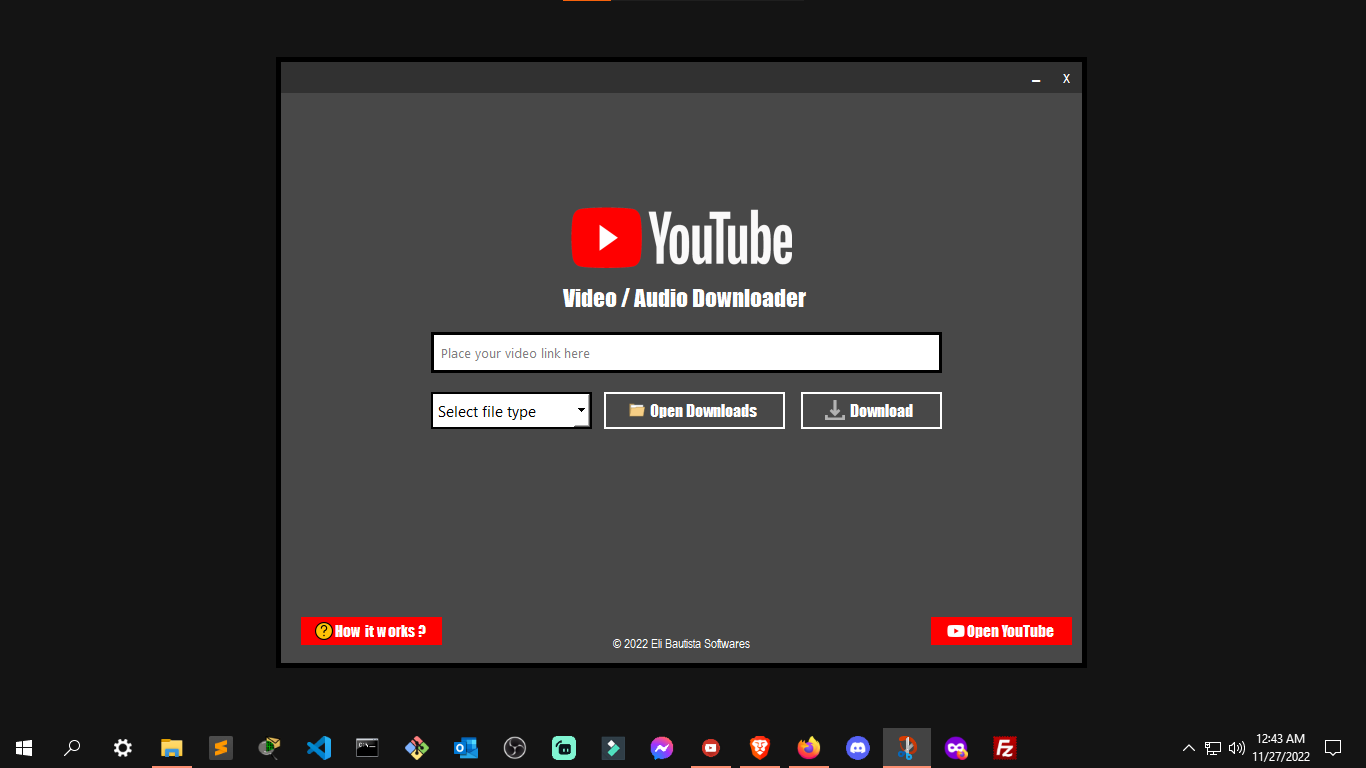 X
YouTube
Video / Audio Downloader
Place your video link here
Select file type
Open Downloads
Download
? How it works ?
Open YouTube
© 2022 Eli Bautista Softwares
12:43 AM
11/27/2022
Fz